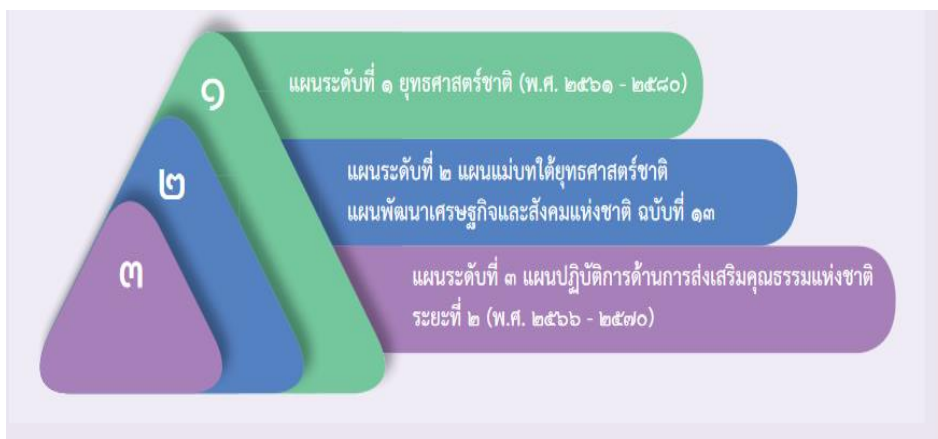 ๑
แผนระดับที่ ๑ ยุทธศาสตร์ชาติ (พ.ศ. ๒๕๖๑ - ๒๕๘๐)
๒
แผนระดับที่ ๒ แผนแม่บทใต้ยุทธศาสตร์ชาติ
แผนพัฒนาเศรษฐกิจและสังคมแห่งชาติ ฉบับที่ ๑๓
๓
แผนระดับที่ ๓ แผนปฏิบัติการด้านการส่งเสริมคุณธรรมแห่งชาติ
ระยะที่ ๒ (พ.ศ. ๒๕๖๖ - ๒๕๗๐)